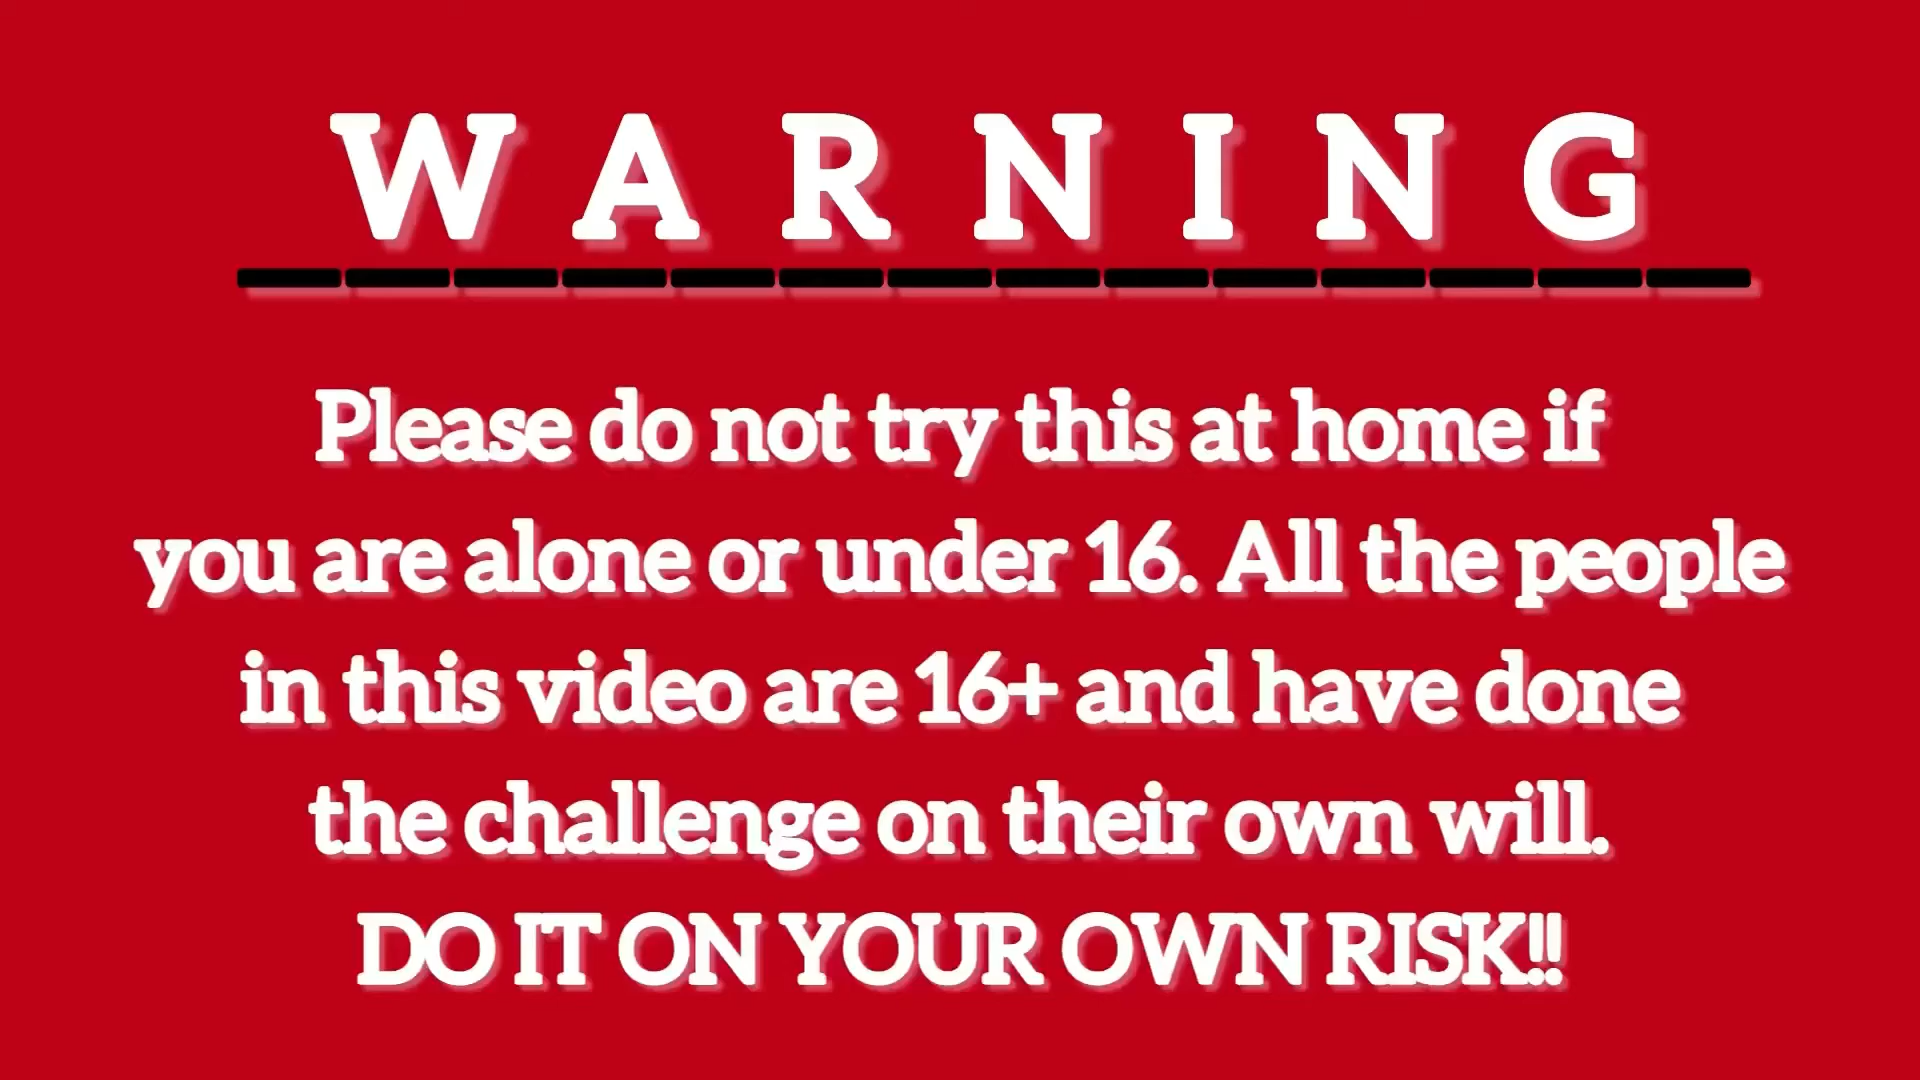 WARNING
Please do not try this at home if
you are alone or under 16. All the people
in this video are 16+ and have done
the challenge on their own will.
DO IT ON YOUR OWN RISK!!